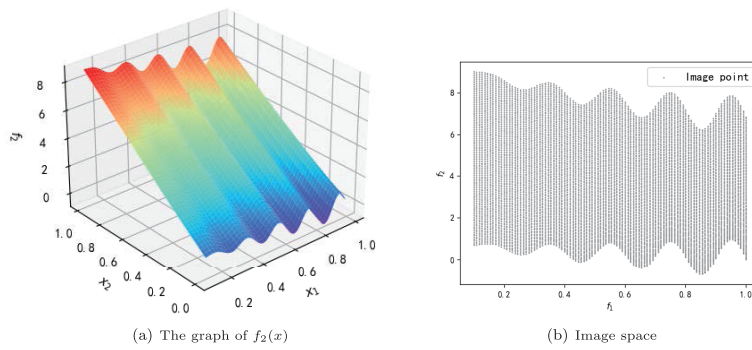 8
6
4
2
0
f₂
1.0
0.8
0.6
0.4
0.2
0.0
x₂
0.2
0.4
0.6
0.8
1.0
x₁
(a) The graph of f₂(x)
Image point
8
6
4
2
0
f₂
0.2 0.4 0.6 0.8 1.0
f₁
(b) Image space